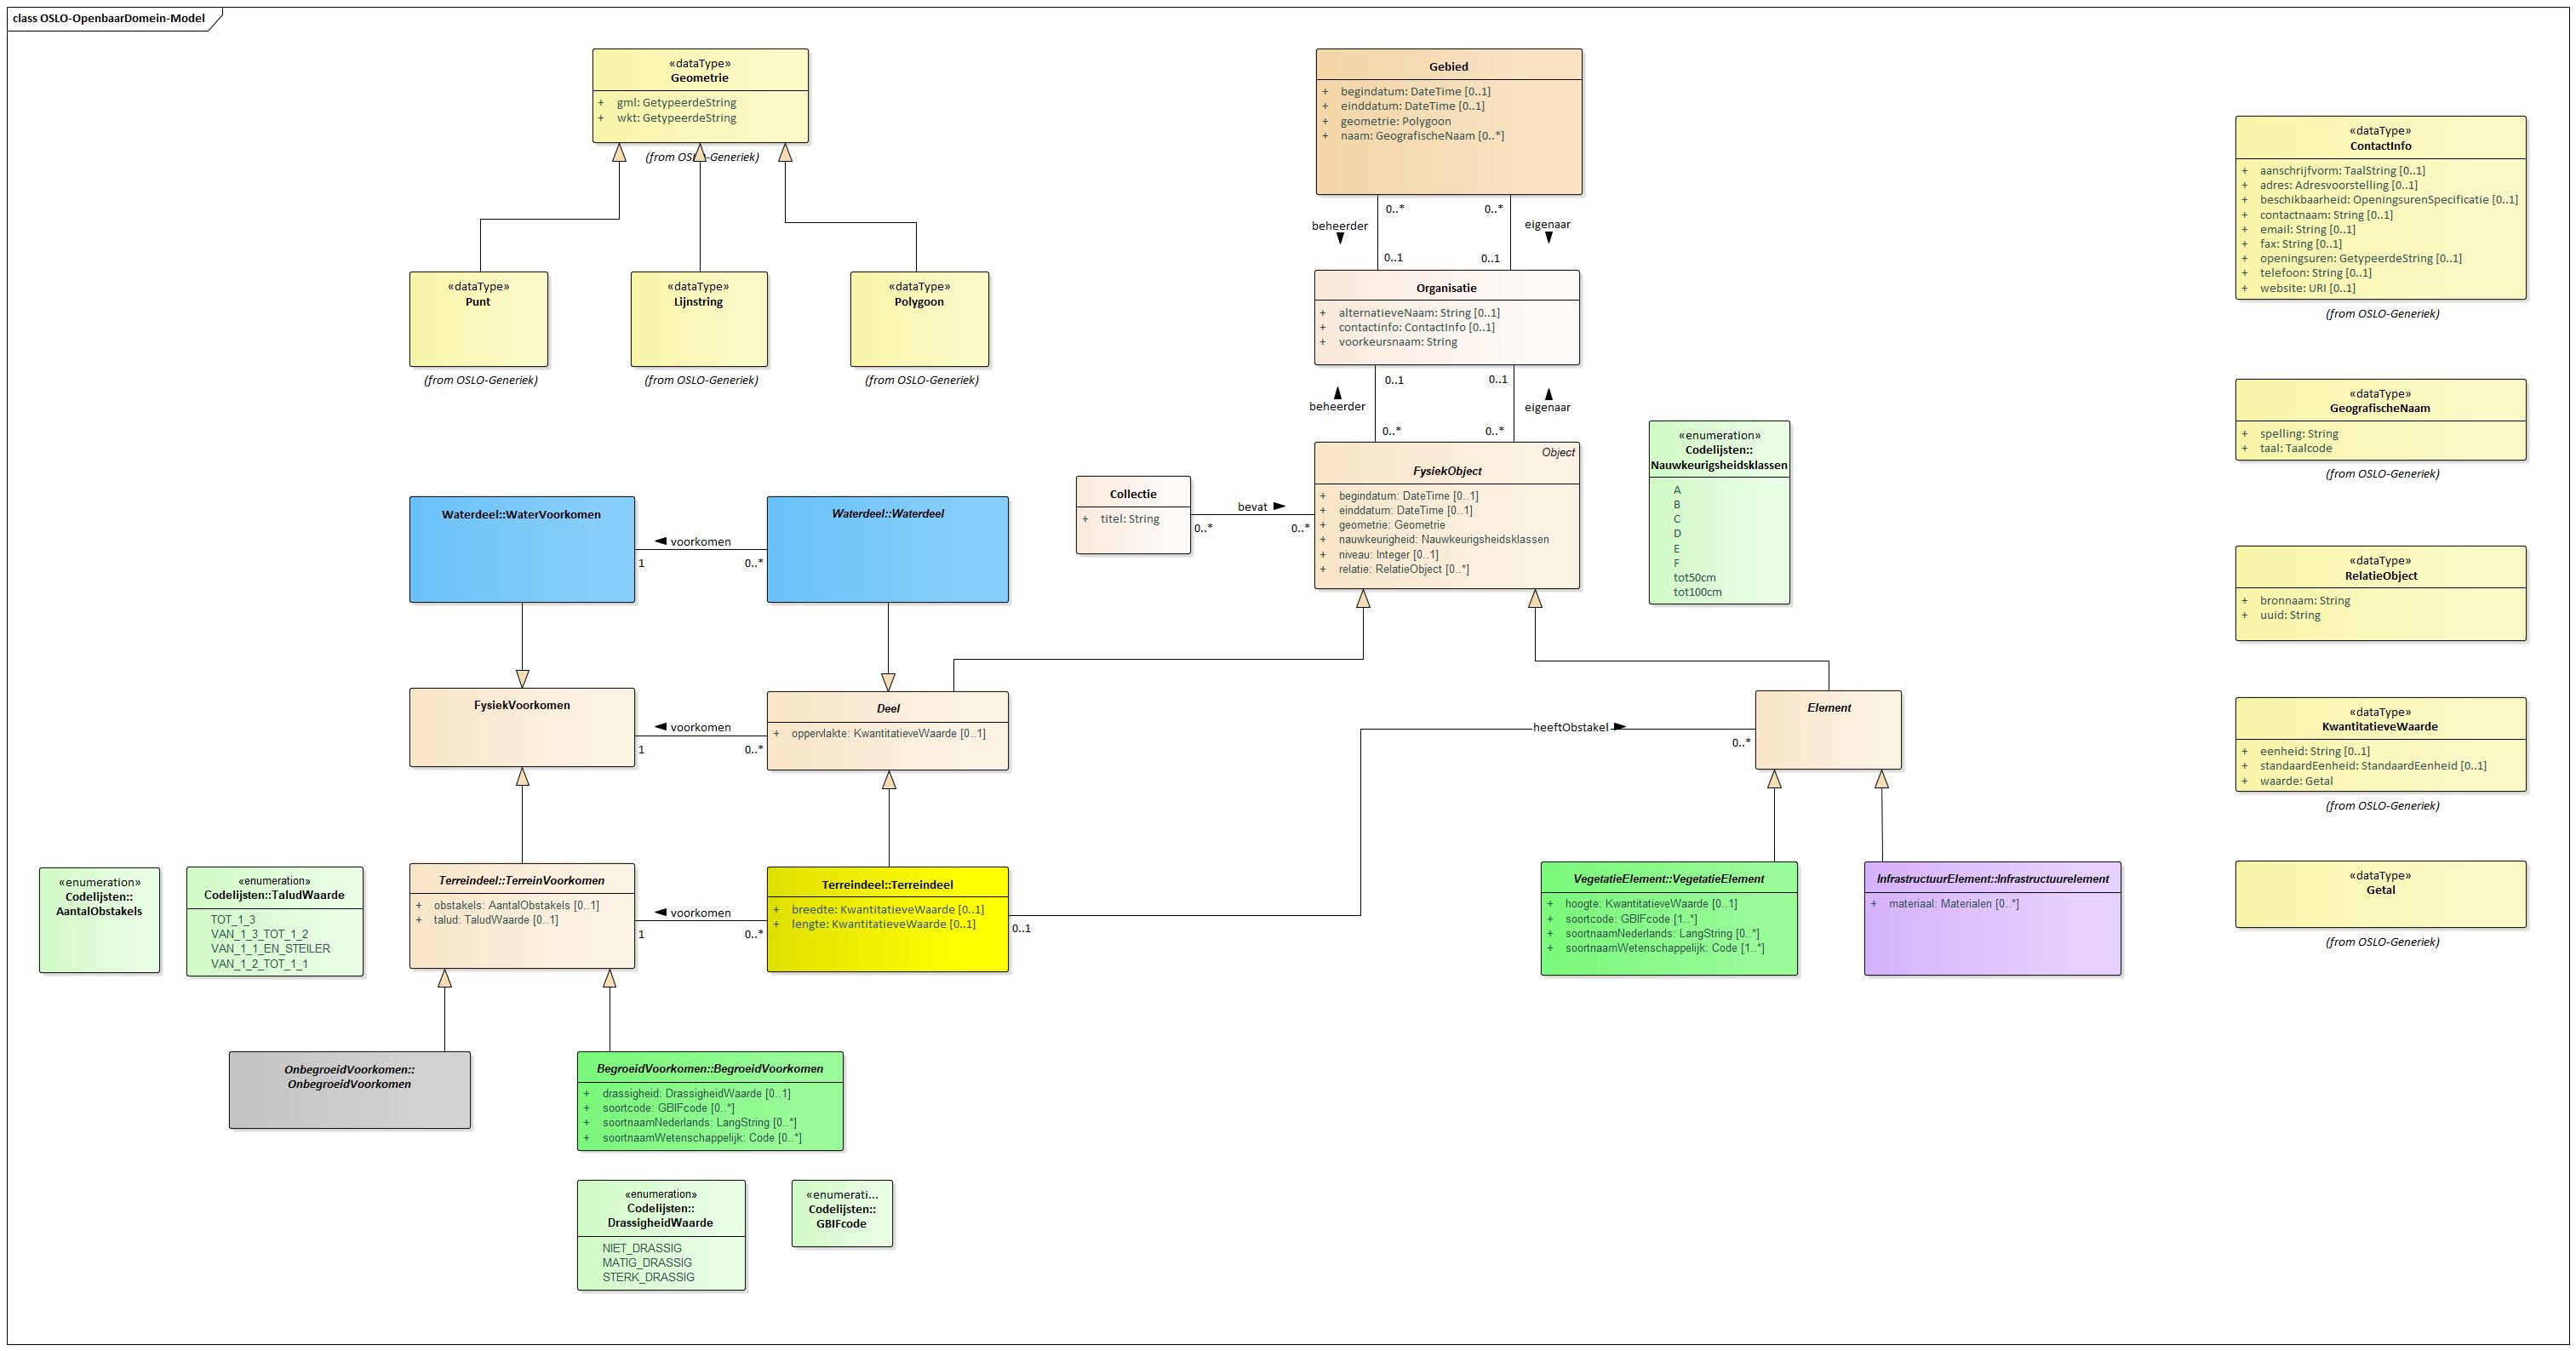 class OSLO-OpenbaarDomein-Model
«dataType»
Geometrie
+ gml: GetypeerdeString
+ wkt: GetypeerdeString
(from OSLO-Generiek)
«dataType»
Punt
(from OSLO-Generiek)
«dataType»
Lijnstring
(from OSLO-Generiek)
«dataType»
Polygoon
(from OSLO-Generiek)
Gebied
+ begindatum: DateTime [0..1]
+ einddatum: DateTime [0..1]
+ geometrie: Polygoon
+ naam: GeografischeNaam [0..*]
0..*
0..*
beheerder
eigenaar
0..1
0..1
Organisatie
+ alternatieveNaam: String [0..1]
+ contactinfo: ContactInfo [0..1]
+ voorkeursnaam: String
0..1
0..1
beheerder
eigenaar
0..*
0..*
Object
FysiekObject
+ begindatum: DateTime [0..1]
+ einddatum: DateTime [0..1]
+ geometrie: Geometrie
+ nauwkeurigheid: Nauwkeurigsheidsklassen
+ niveau: Integer [0..1]
+ relatie: RelatieObject [0..*]
Collectie
+ titel: String
bevat
0..*
0..*
«enumeration»
Codelijsten::
Nauwkeurigsheidsklassen
A
B
C
D
E
F
tot50cm
tot100cm
«dataType»
ContactInfo
+ aanschrijfvorm: TaalString [0..1]
+ adres: Adresvoorstelling [0..1]
+ beschikbaarheid: OpeningsurenSpecificatie [0..1]
+ contactnaam: String [0..1]
+ email: String [0..1]
+ fax: String [0..1]
+ openingsuren: GetypeerdeString [0..1]
+ telefoon: String [0..1]
+ website: URI [0..1]
(from OSLO-Generiek)
«dataType»
GeografischeNaam
+ spelling: String
+ taal: Taalcode
(from OSLO-Generiek)
«dataType»
RelatieObject
+ bronnaam: String
+ uuid: String
«dataType»
KwantitatieveWaarde
+ eenheid: String [0..1]
+ standaardEenheid: StandaardEenheid [0..1]
+ waarde: Getal
(from OSLO-Generiek)
«dataType»
Getal
(from OSLO-Generiek)
Waterdeel::WaterVoorkomen
voorkomen
1
0..*
Waterdeel::Waterdeel
FysiekVoorkomen
voorkomen
1
0..*
Deel
+ oppervlakte: KwantitatieveWaarde [0..1]
heeftObstakel
0..*
Element
«enumeration»
Codelijsten::
AantalObstakels
«enumeration»
Codelijsten::TaludWaarde
TOT_1_3
VAN_1_3_TOT_1_2
VAN_1_1_EN_STEILER
VAN_1_2_TOT_1_1
Terreindeel::TerreinVoorkomen
+ obstakels: AantalObstakels [0..1]
+ talud: TaludWaarde [0..1]
voorkomen
1
0..*
Terreindeel::Terreindeel
+ breedte: KwantitatieveWaarde [0..1]
+ lengte: KwantitatieveWaarde [0..1]
0..1
VegetatieElement::VegetatieElement
+ hoogte: KwantitatieveWaarde [0..1]
+ soortcode: GBIFcode [1..*]
+ soortnaamNederlands: LangString [0..*]
+ soortnaamWetenschappelijk: Code [1..*]
InfrastructuurElement::Infrastructuurelement
+ materiaal: Materialen [0..*]
OnbegroeidVoorkomen::
OnbegroeidVoorkomen
BegroeidVoorkomen::BegroeidVoorkomen
+ drassigheid: DrassigheidWaarde [0..1]
+ soortcode: GBIFcode [0..*]
+ soortnaamNederlands: LangString [0..*]
+ soortnaamWetenschappelijk: Code [0..*]
«enumeration»
Codelijsten::
DrassigheidWaarde
NIET_DRASSIG
MATIG_DRASSIG
STERK_DRASSIG
«enumerati...
Codelijsten::
GBIFcode